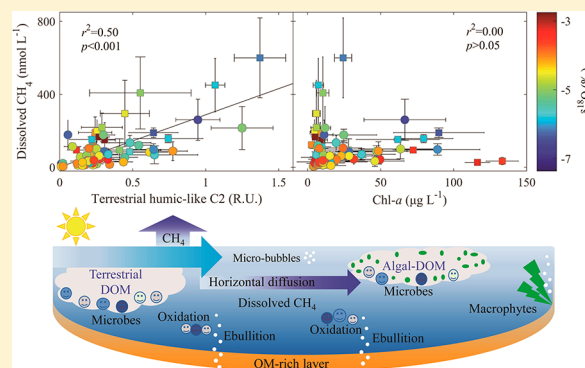 800
400
0
Dissolved CH₄ (nmol L⁻¹)
r²=0.50
p<0.001
0 0.5 1 1.5
Terrestrial humic-like C2 (R.U.)
r²=0.00
p>0.05
0 50 100 150
Chl-a (µg L⁻¹)
-3
-5
-7
δ¹⁸O (‰)
CH₄
Micro-bubbles
Terrestrial
DOM
Algal-DOM
Horizontal diffusion
Microbes
Microbes
Dissolved CH₄
Macrophytes
Oxidation
Oxidation
Ebullition
Ebullition
OM-rich layer